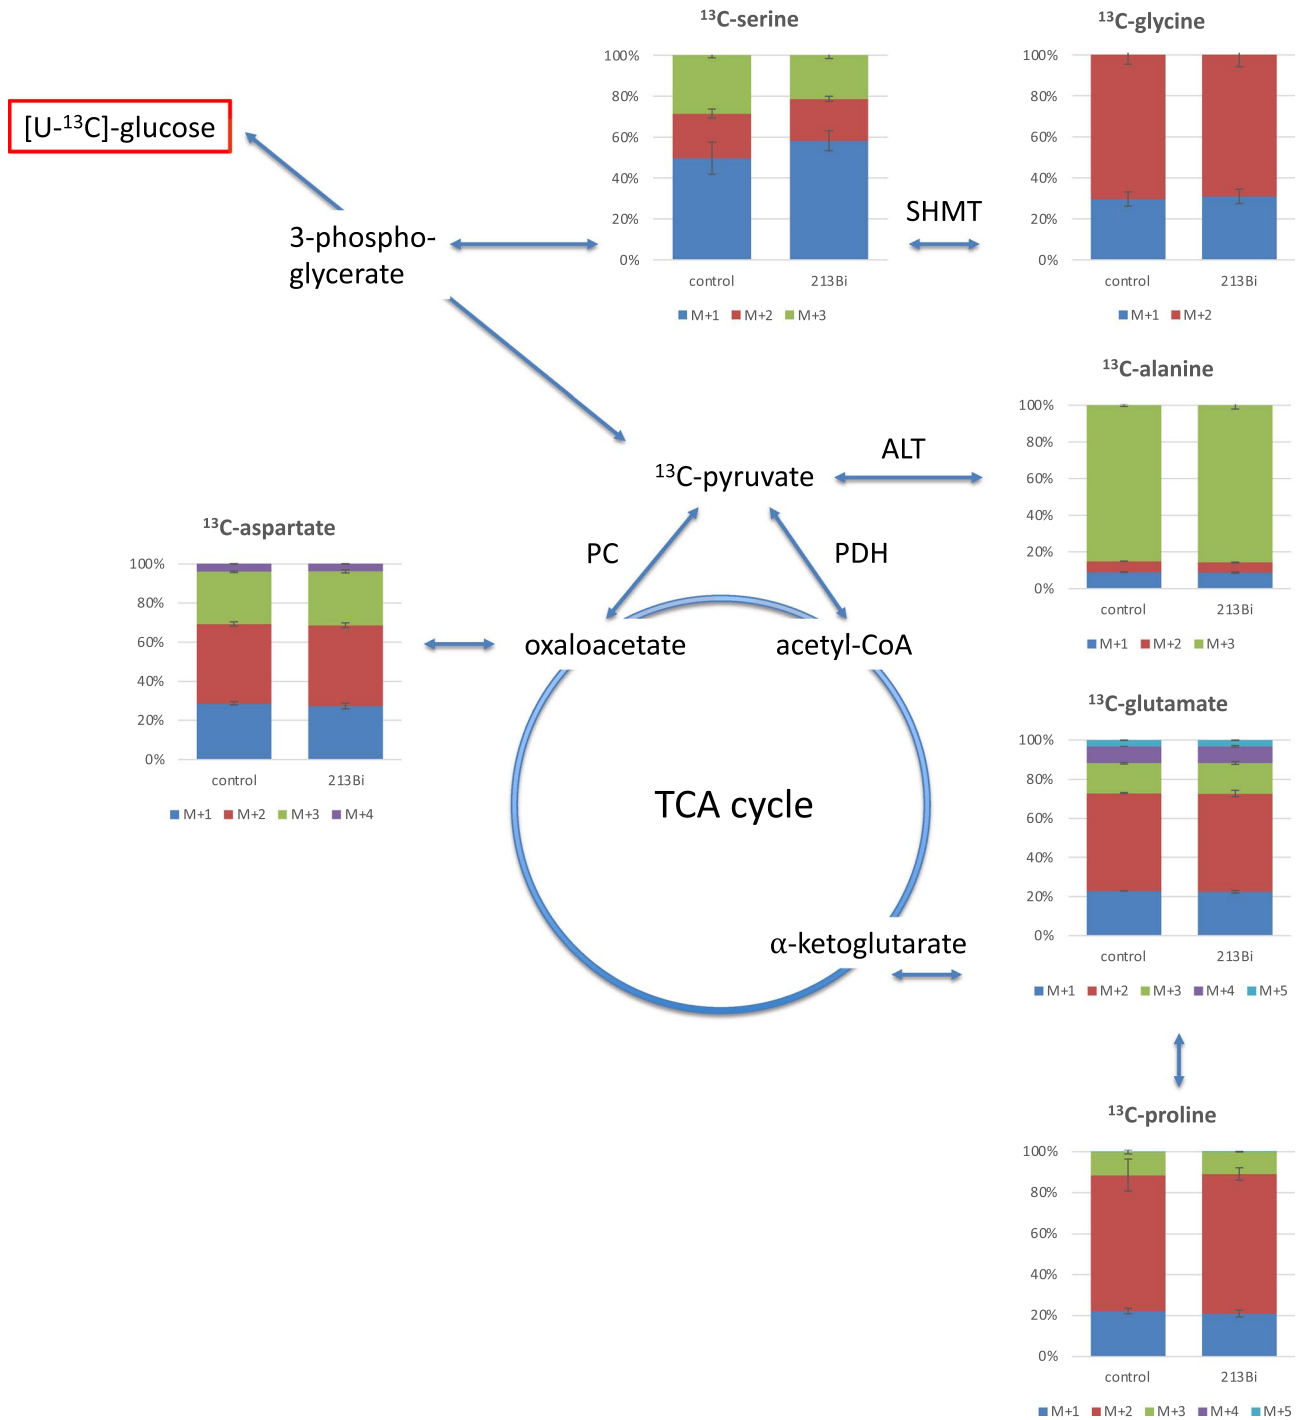 ¹³C-serine
100%
80%
60%
40%
20%
0%
control 213Bi
M+1 M+2 M+3
¹³C-glycine
100%
80%
60%
40%
20%
0%
control 213Bi
M+1 M+2
[U-¹³C]-glucose
3-phospho-
glycerate
SHMT
¹³C-alanine
100%
80%
60%
40%
20%
0%
control 213Bi
M+1 M+2 M+3
¹³C-pyruvate
ALT
PC
PDH
¹³C-aspartate
100%
80%
60%
40%
20%
0%
control 213Bi
M+1 M+2 M+3 M+4
oxaloacetate
acetyl-CoA
TCA cycle
¹³C-glutamate
100%
80%
60%
40%
20%
0%
control 213Bi
M+1 M+2 M+3 M+4 M+5
α-ketoglutarate
¹³C-proline
100%
80%
60%
40%
20%
0%
control 213Bi
M+1 M+2 M+3 M+4 M+5